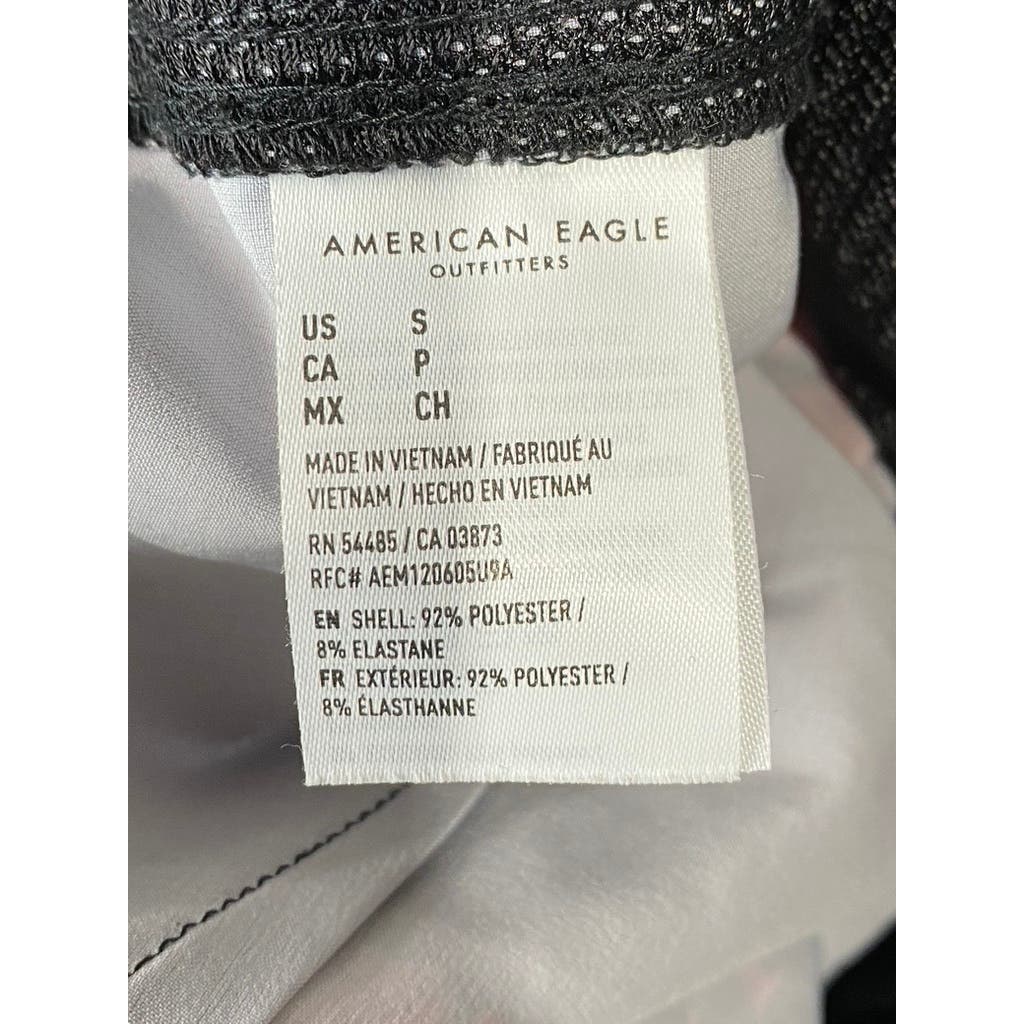 AMERICAN EAGLE
OUTFITTERS
US S
CA P
MX CH
MADE IN VIETNAM / FABRIQUÉ AU
VIETNAM / HECHO EN VIETNAM
RN 54485 / CA 03873
RFC# AEM120605U9A
EN SHELL: 92% POLYESTER /
8% ELASTANE
FR EXTÉRIEUR: 92% POLYESTER /
8% ÉLASTHANNE